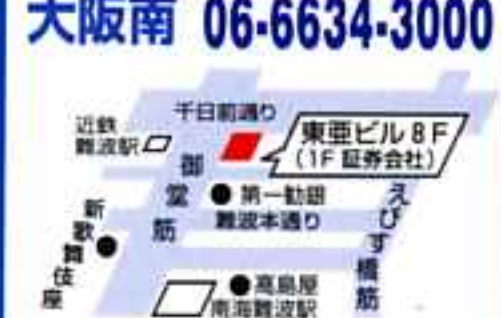 大阪南 06-6634-3000
千日前通り
近鉄
難波駅
東亜ビル8F
(1F 証券会社)
御堂筋
第一勧銀
難波本通り
えびす橋筋
新歌舞伎座
高島屋
南海難波駅